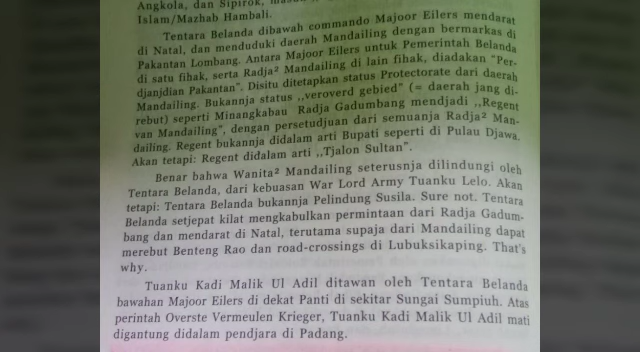 Angkola, dan Sipirok,
Islam/Mazhab Hambali.
Tentara Belanda dibawah commando Majoor Eilers mendarat
di Natal, dan menduduki daerah Mandailing dengan bermarkas di
Pakantan Lombang. Antara Majoor Eilers untuk Pemerintah Belanda
di satu fihak, serta Radja² Mandailing di lain fihak, diadakan "Per-
djandjian Pakantan". Disitu ditetapkan status Protectorate dari daerah
Mandailing. Bukannja status ,,veroverd gebied" (= daerah jang di-
rebut) seperti Minangkabau Radja Gadumbang mendjadi ,,Regent
van Mandailing", dengan persetudjuan dari semuanja Radja² Man-
dailing. Regent bukannja didalam arti Bupati seperti di Pulau Djawa.
Akan tetapi: Regent didalam arti ,,Tjalon Sultan".
Benar bahwa Wanita² Mandailing seterusnja dilindungi oleh
Tentara Belanda, dari kebuasan War Lord Army Tuanku Lelo. Akan
tetapi: Tentara Belanda bukannja Pelindung Susila. Sure not. Tentara
Belanda setjepat kilat mengkabulkan permintaan dari Radja Gadum-
bang dan mendarat di Natal, terutama supaja dari Mandailing dapat
merebut Benteng Rao dan road-crossings di Lubuksikaping. That's
why.
Tuanku Kadi Malik Ul Adil ditawan oleh Tentara Belanda
bawahan Majoor Eilers di dekat Panti di sekitar Sungai Sumpiuh. Atas
perintah Overste Vermeulen Krieger, Tuanku Kadi Malik Ul Adil mati
digantung didalam pendjara di Padang.